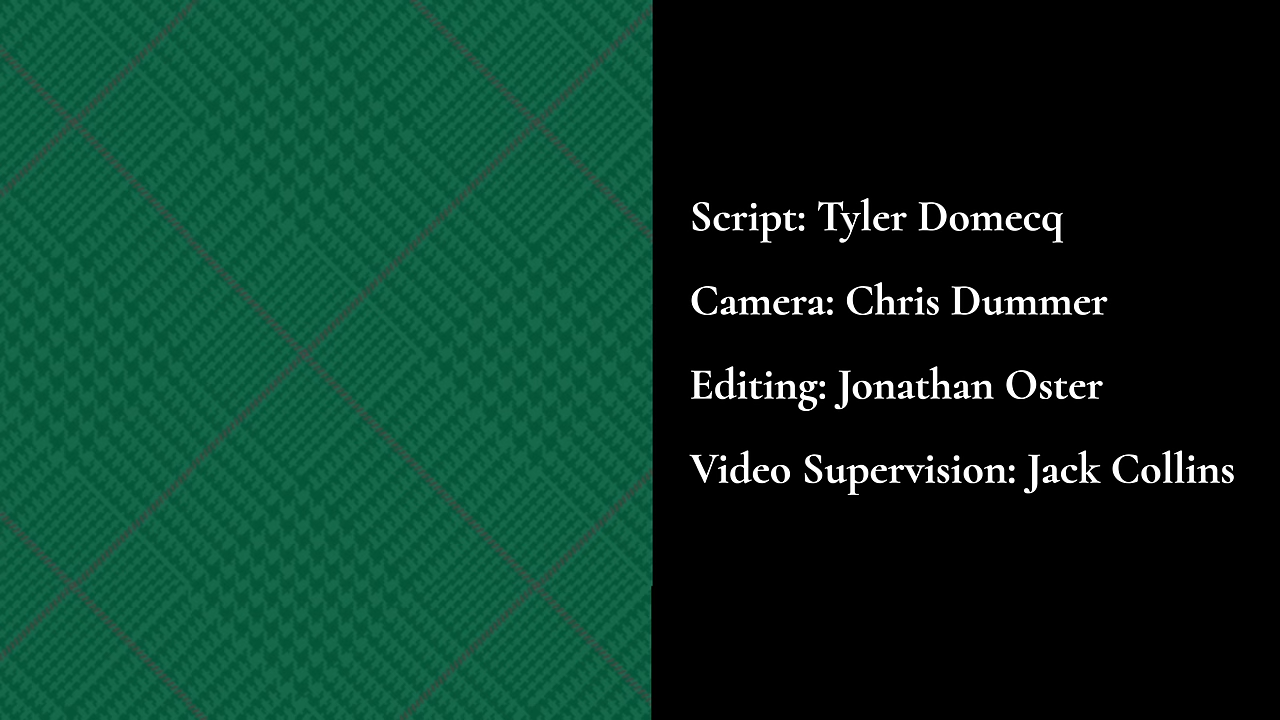 Script: Tyler Domecq
Camera: Chris Dummer
Editing: Jonathan Oster
Video Supervision: Jack Collins